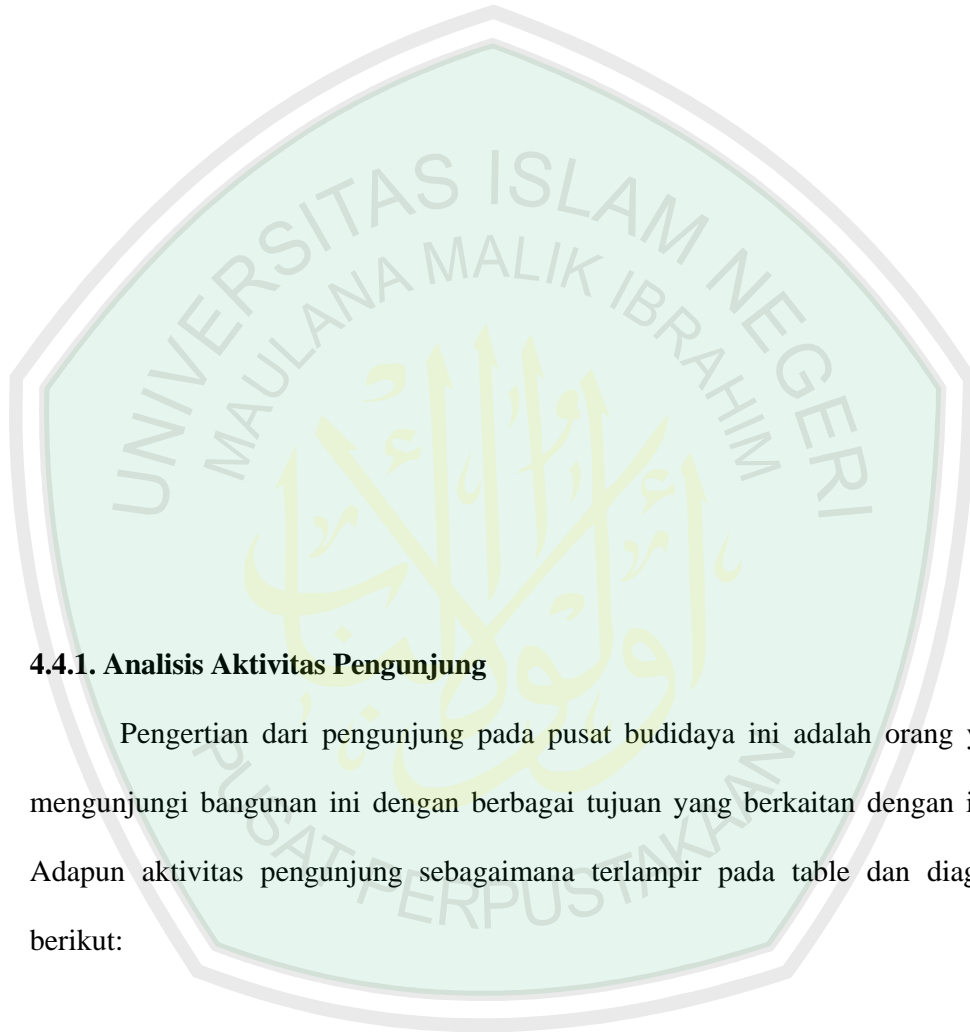 UNIVERSITAS ISLAM NEGERI
MAULANA MALIK IBRAHIM
4.4.1. Analisis Aktivitas Pengunjung
Pengertian dari pengunjung pada pusat budidaya ini adalah orang
mengunjungi bangunan ini dengan berbagai tujuan yang berkaitan dengan
Adapun aktivitas pengunjung sebagaimana terlampir pada table dan
berikut:
PUSAT PERPUSTAKAAN